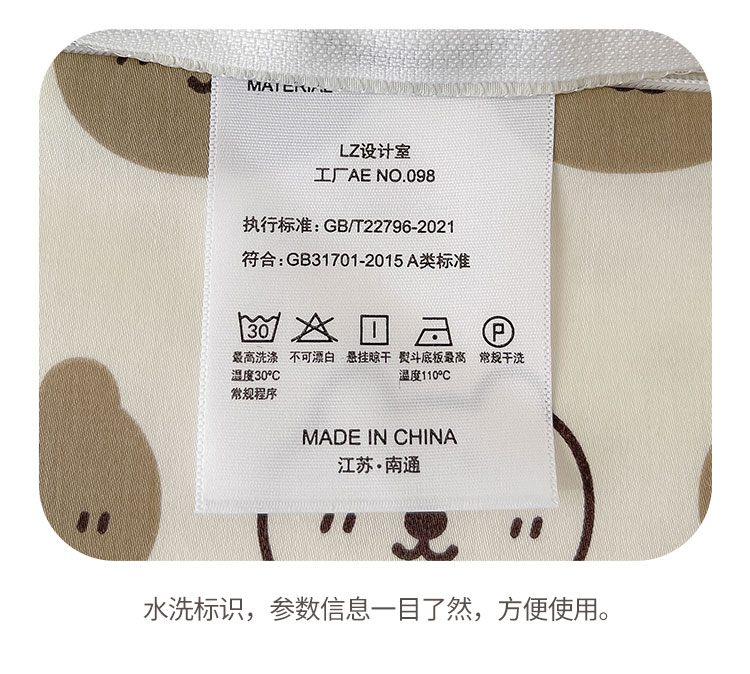 MATERIAL
LZ设计室
工厂AE NO.098
执行标准：GB/T22796-2021
符合：GB31701-2015 A类标准
30
P
最高洗涤 不可漂白 悬挂晾干 熨斗底板最高 常规干洗
温度30℃ 温度110℃
常规程序
MADE IN CHINA
江苏·南通
水洗标识，参数信息一目了然，方便使用。